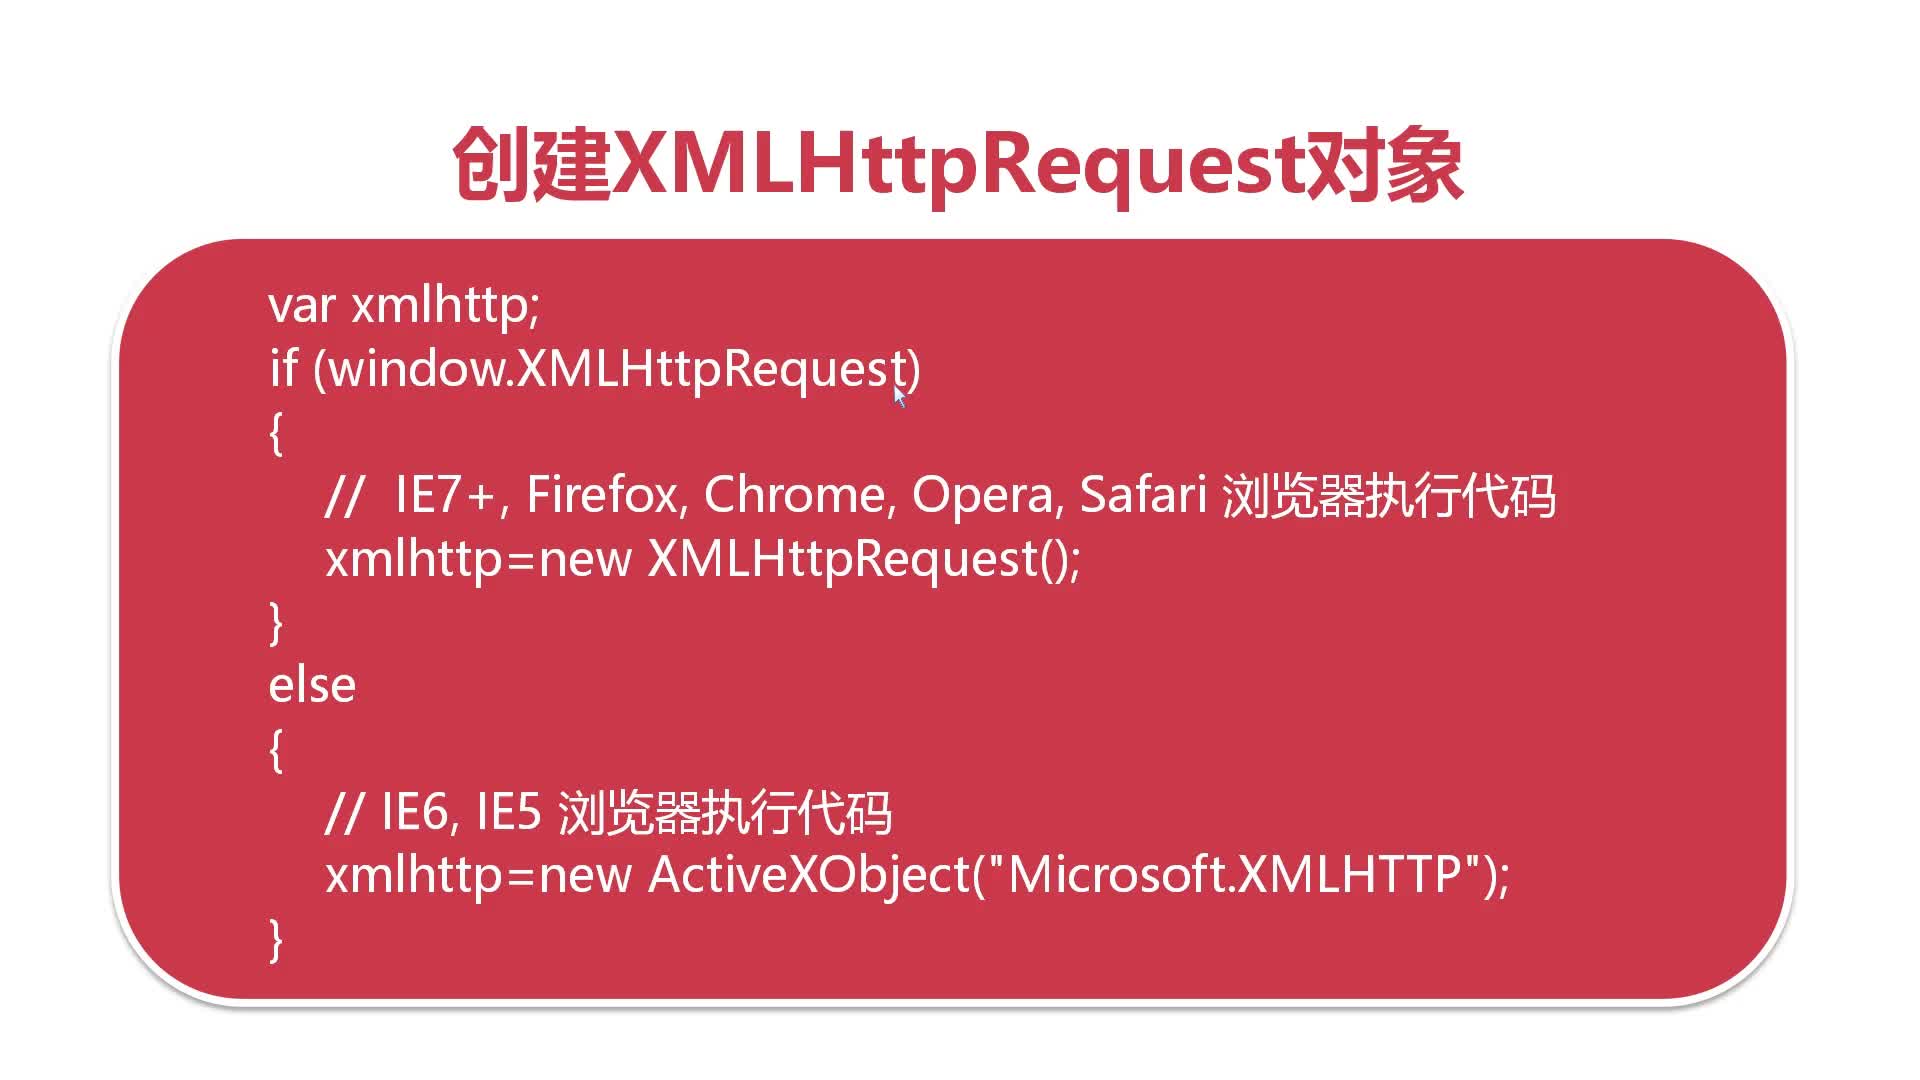 创建XMLHttpRequest对象
var xmlhttp;
if (window.XMLHttpRequest)
{
//  IE7+, Firefox, Chrome, Opera, Safari 浏览器执行代码
xmlhttp=new XMLHttpRequest();
}
else
{
// IE6, IE5 浏览器执行代码
xmlhttp=new ActiveXObject("Microsoft.XMLHTTP");
}